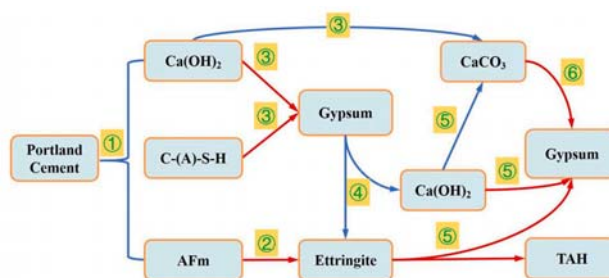 ③
Ca(OH)₂
③
CaCO₃
⑥
①
③
Gypsum
⑤
Portland
Cement
C-(A)-S-H
Gypsum
④
Ca(OH)₂
⑤
②
⑤
AFm
Ettringite
TAH